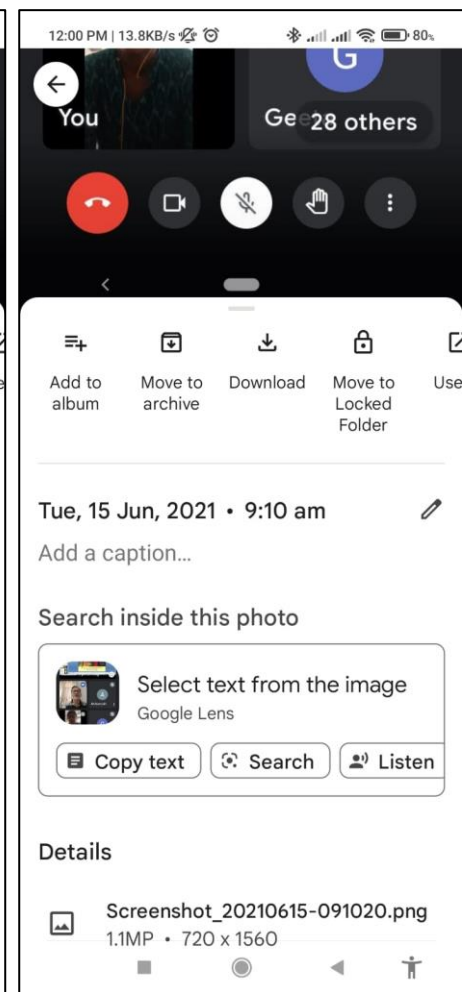 12:00 PM | 13.8KB/s
80%
G
You
28 others
Add to album
Move to archive
Download
Move to Locked Folder
Use
Tue, 15 Jun, 2021 • 9:10 am
Add a caption...
Search inside this photo
Select text from the image
Google Lens
Copy text
Search
Listen
Details
Screenshot_20210615-091020.png
1.1MP • 720 x 1560